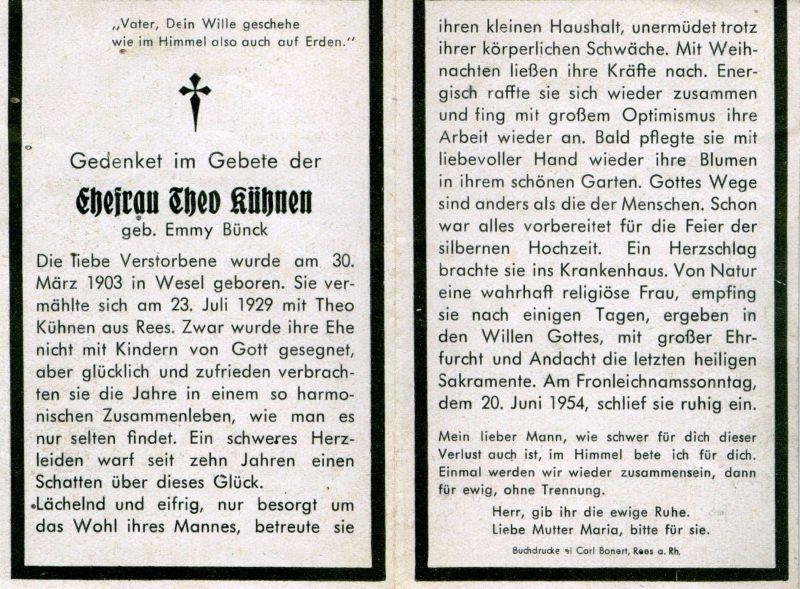 „Vater, Dein Wille geschehe
wie im Himmel also auch auf Erden."
Gedenket im Gebete der
Ehefrau Theo Kühnen
geb. Emmy Bünck
Die liebe Verstorbene wurde am 30.
März 1903 in Wesel geboren. Sie ver-
mählte sich am 23. Juli 1929 mit Theo
Kühnen aus Rees. Zwar wurde ihre Ehe
nicht mit Kindern von Gott gesegnet,
aber glücklich und zufrieden verbrach-
ten sie die Jahre in einem so harmo-
nischen Zusammenleben, wie man es
nur selten findet. Ein schweres Herz-
leiden warf seit zehn Jahren einen
Schatten über dieses Glück.
Lächelnd und eifrig, nur besorgt um
das Wohl ihres Mannes, betreute sie
ihren kleinen Haushalt, unermüdet trotz
ihrer körperlichen Schwäche. Mit Weih-
nachten ließen ihre Kräfte nach. Ener-
gisch raffte sie sich wieder zusammen
und fing mit großem Optimismus ihre
Arbeit wieder an. Bald pflegte sie mit
liebevoller Hand wieder ihre Blumen
in ihrem schönen Garten. Gottes Wege
sind anders als die der Menschen. Schon
war alles vorbereitet für die Feier der
silbernen Hochzeit. Ein Herzschlag
brachte sie ins Krankenhaus. Von Natur
eine wahrhaft religiöse Frau, empfing
sie nach einigen Tagen, ergeben in
den Willen Gottes, mit großer Ehr-
furcht und Andacht die letzten heiligen
Sakramente. Am Fronleichnamssonntag,
dem 20. Juni 1954, schlief sie ruhig ein.
Mein lieber Mann, wie schwer für dich dieser
Verlust auch ist, im Himmel bete ich für dich.
Einmal werden wir wieder zusammensein, dann
für ewig, ohne Trennung.
Herr, gib ihr die ewige Ruhe.
Liebe Mutter Maria, bitte für sie.
Buchdrucke ei Carl Bonert, Rees a. Rh.